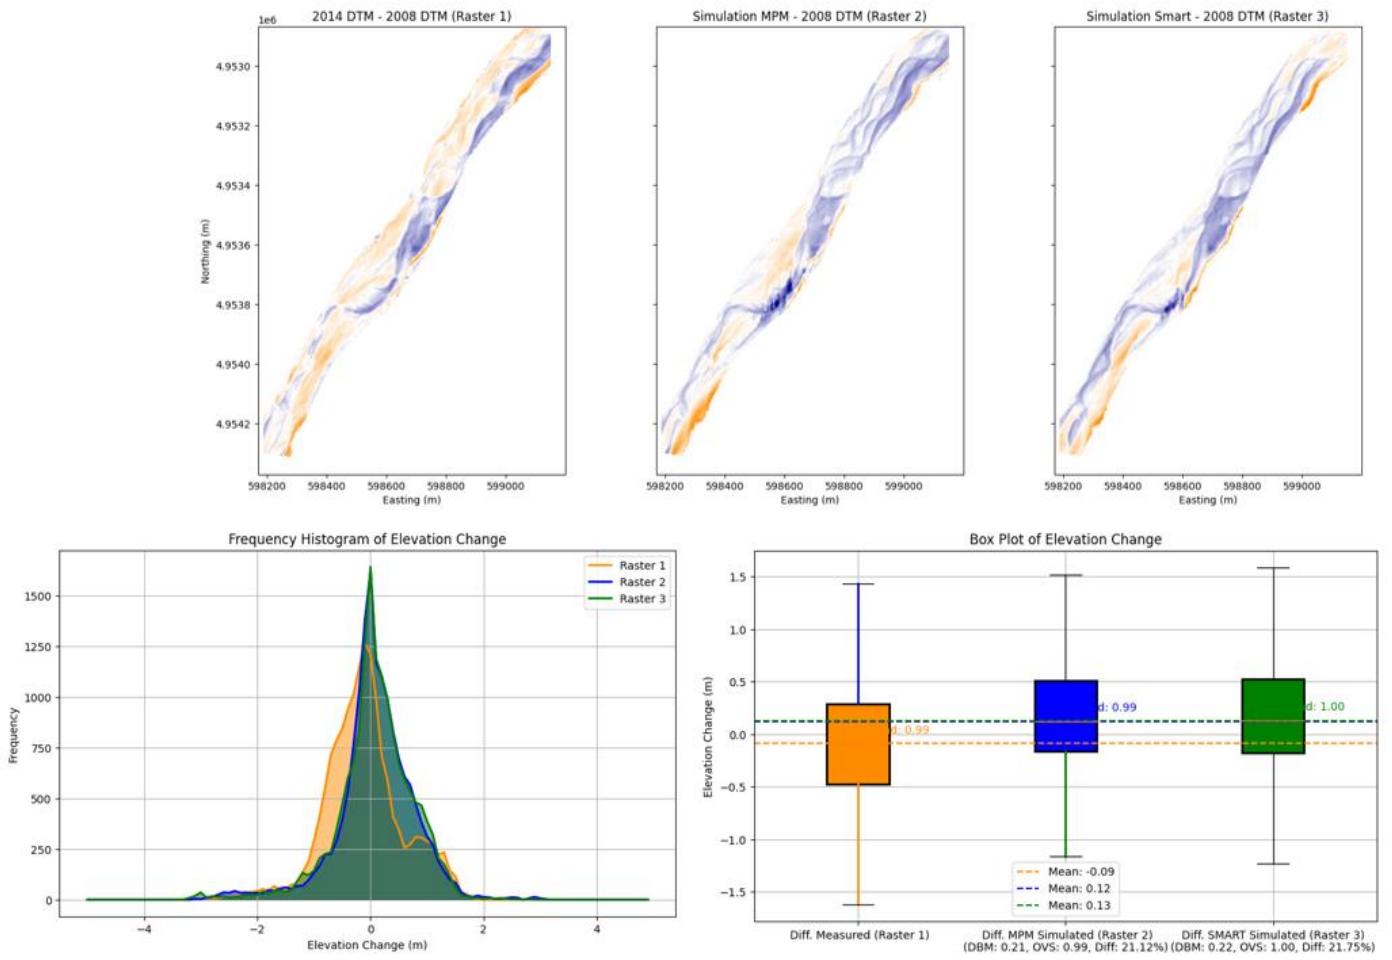 2014 DTM - 2008 DTM (Raster 1)
Simulation MPM - 2008 DTM (Raster 2)
Simulation Smart - 2008 DTM (Raster 3)
1e6
4.9530
4.9532
4.9534
4.9536
4.9538
4.9540
4.9542
Northing (m)
598200 598400 598600 598800 599000
Easting (m)
598200 598400 598600 598800 599000
Easting (m)
598200 598400 598600 598800 599000
Easting (m)
Frequency Histogram of Elevation Change
Raster 1
Raster 2
Raster 3
1500
1250
1000
750
500
250
0
Frequency
−4 −2 0 2 4
Elevation Change (m)
Box Plot of Elevation Change
1.5
1.0
0.5
0.0
−0.5
−1.0
−1.5
Elevation Change (m)
d: 0.99
d: 0.99
d: 1.00
Mean: -0.09
Mean: 0.12
Mean: 0.13
Diff. Measured (Raster 1)
Diff. MPM Simulated (Raster 2)
(DBM: 0.21, OVS: 0.99, Diff: 21.12%)
Diff. SMART Simulated (Raster 3)
(DBM: 0.22, OVS: 1.00, Diff: 21.75%)